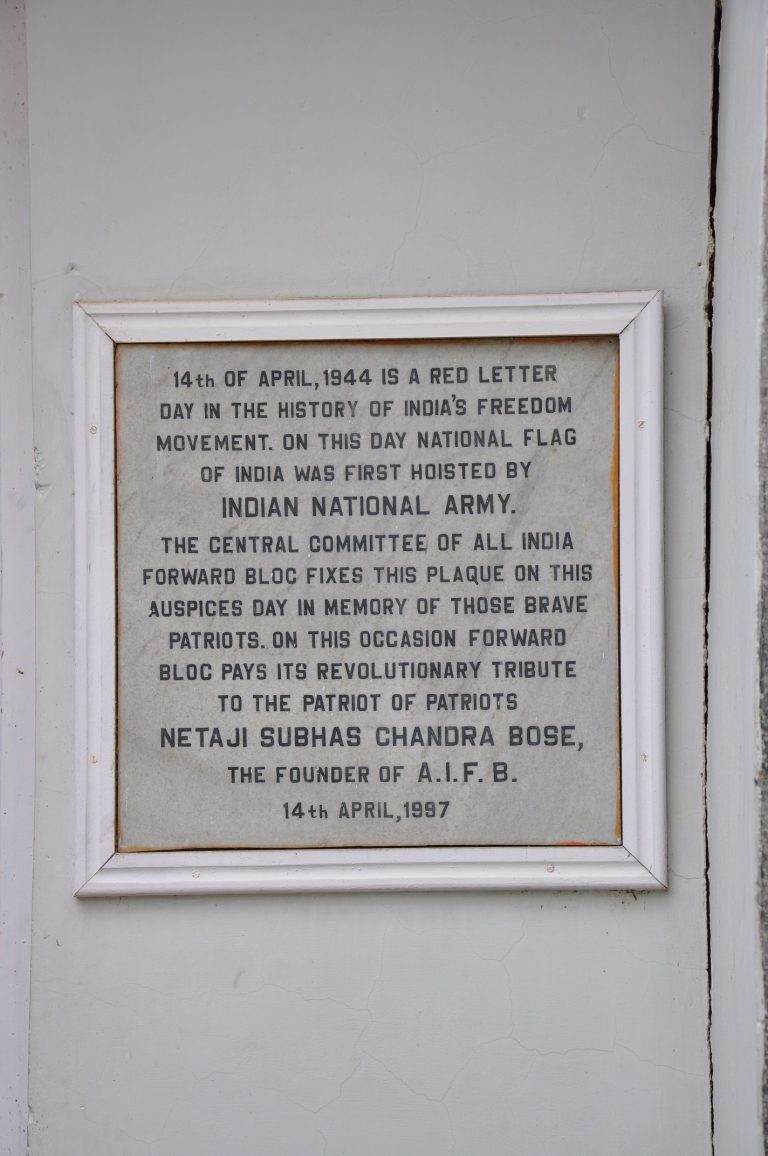 14th OF APRIL, 1944 IS A RED LETTER
DAY IN THE HISTORY OF INDIA'S FREEDOM
MOVEMENT. ON THIS DAY NATIONAL FLAG
OF INDIA WAS FIRST HOISTED BY
INDIAN NATIONAL ARMY.
THE CENTRAL COMMITTEE OF ALL INDIA
FORWARD BLOC FIXES THIS PLAQUE ON THIS
AUSPICES DAY IN MEMORY OF THOSE BRAVE
PATRIOTS. ON THIS OCCASION FORWARD
BLOC PAYS ITS REVOLUTIONARY TRIBUTE
TO THE PATRIOT OF PATRIOTS
NETAJI SUBHAS CHANDRA BOSE,
THE FOUNDER OF A.I.F.B.
14th APRIL, 1997